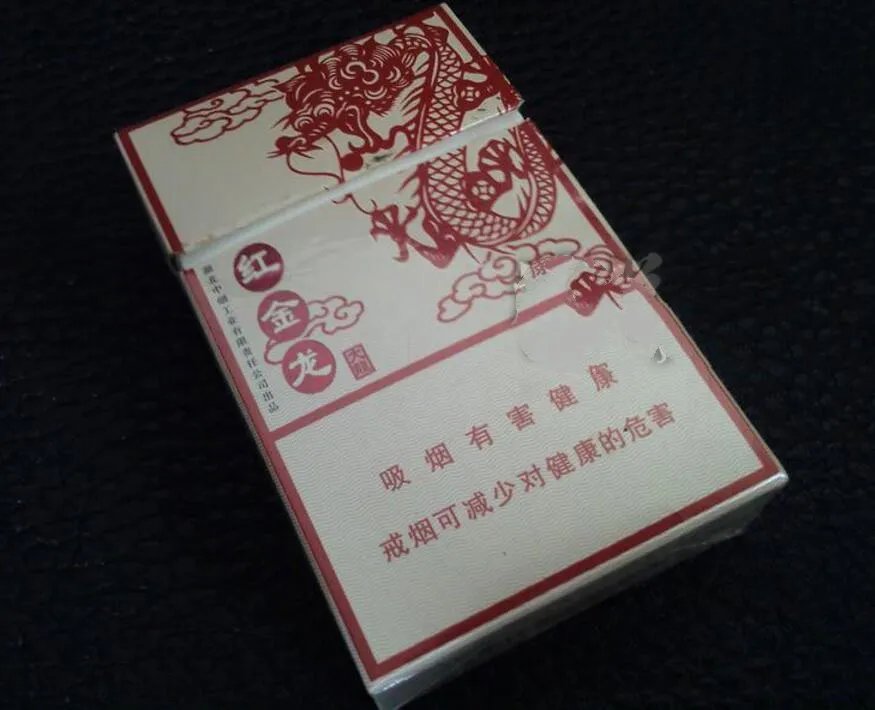 红金龙
湖北中烟工业有限责任公司出品
吸烟有害健康
戒烟可减少对健康的危害